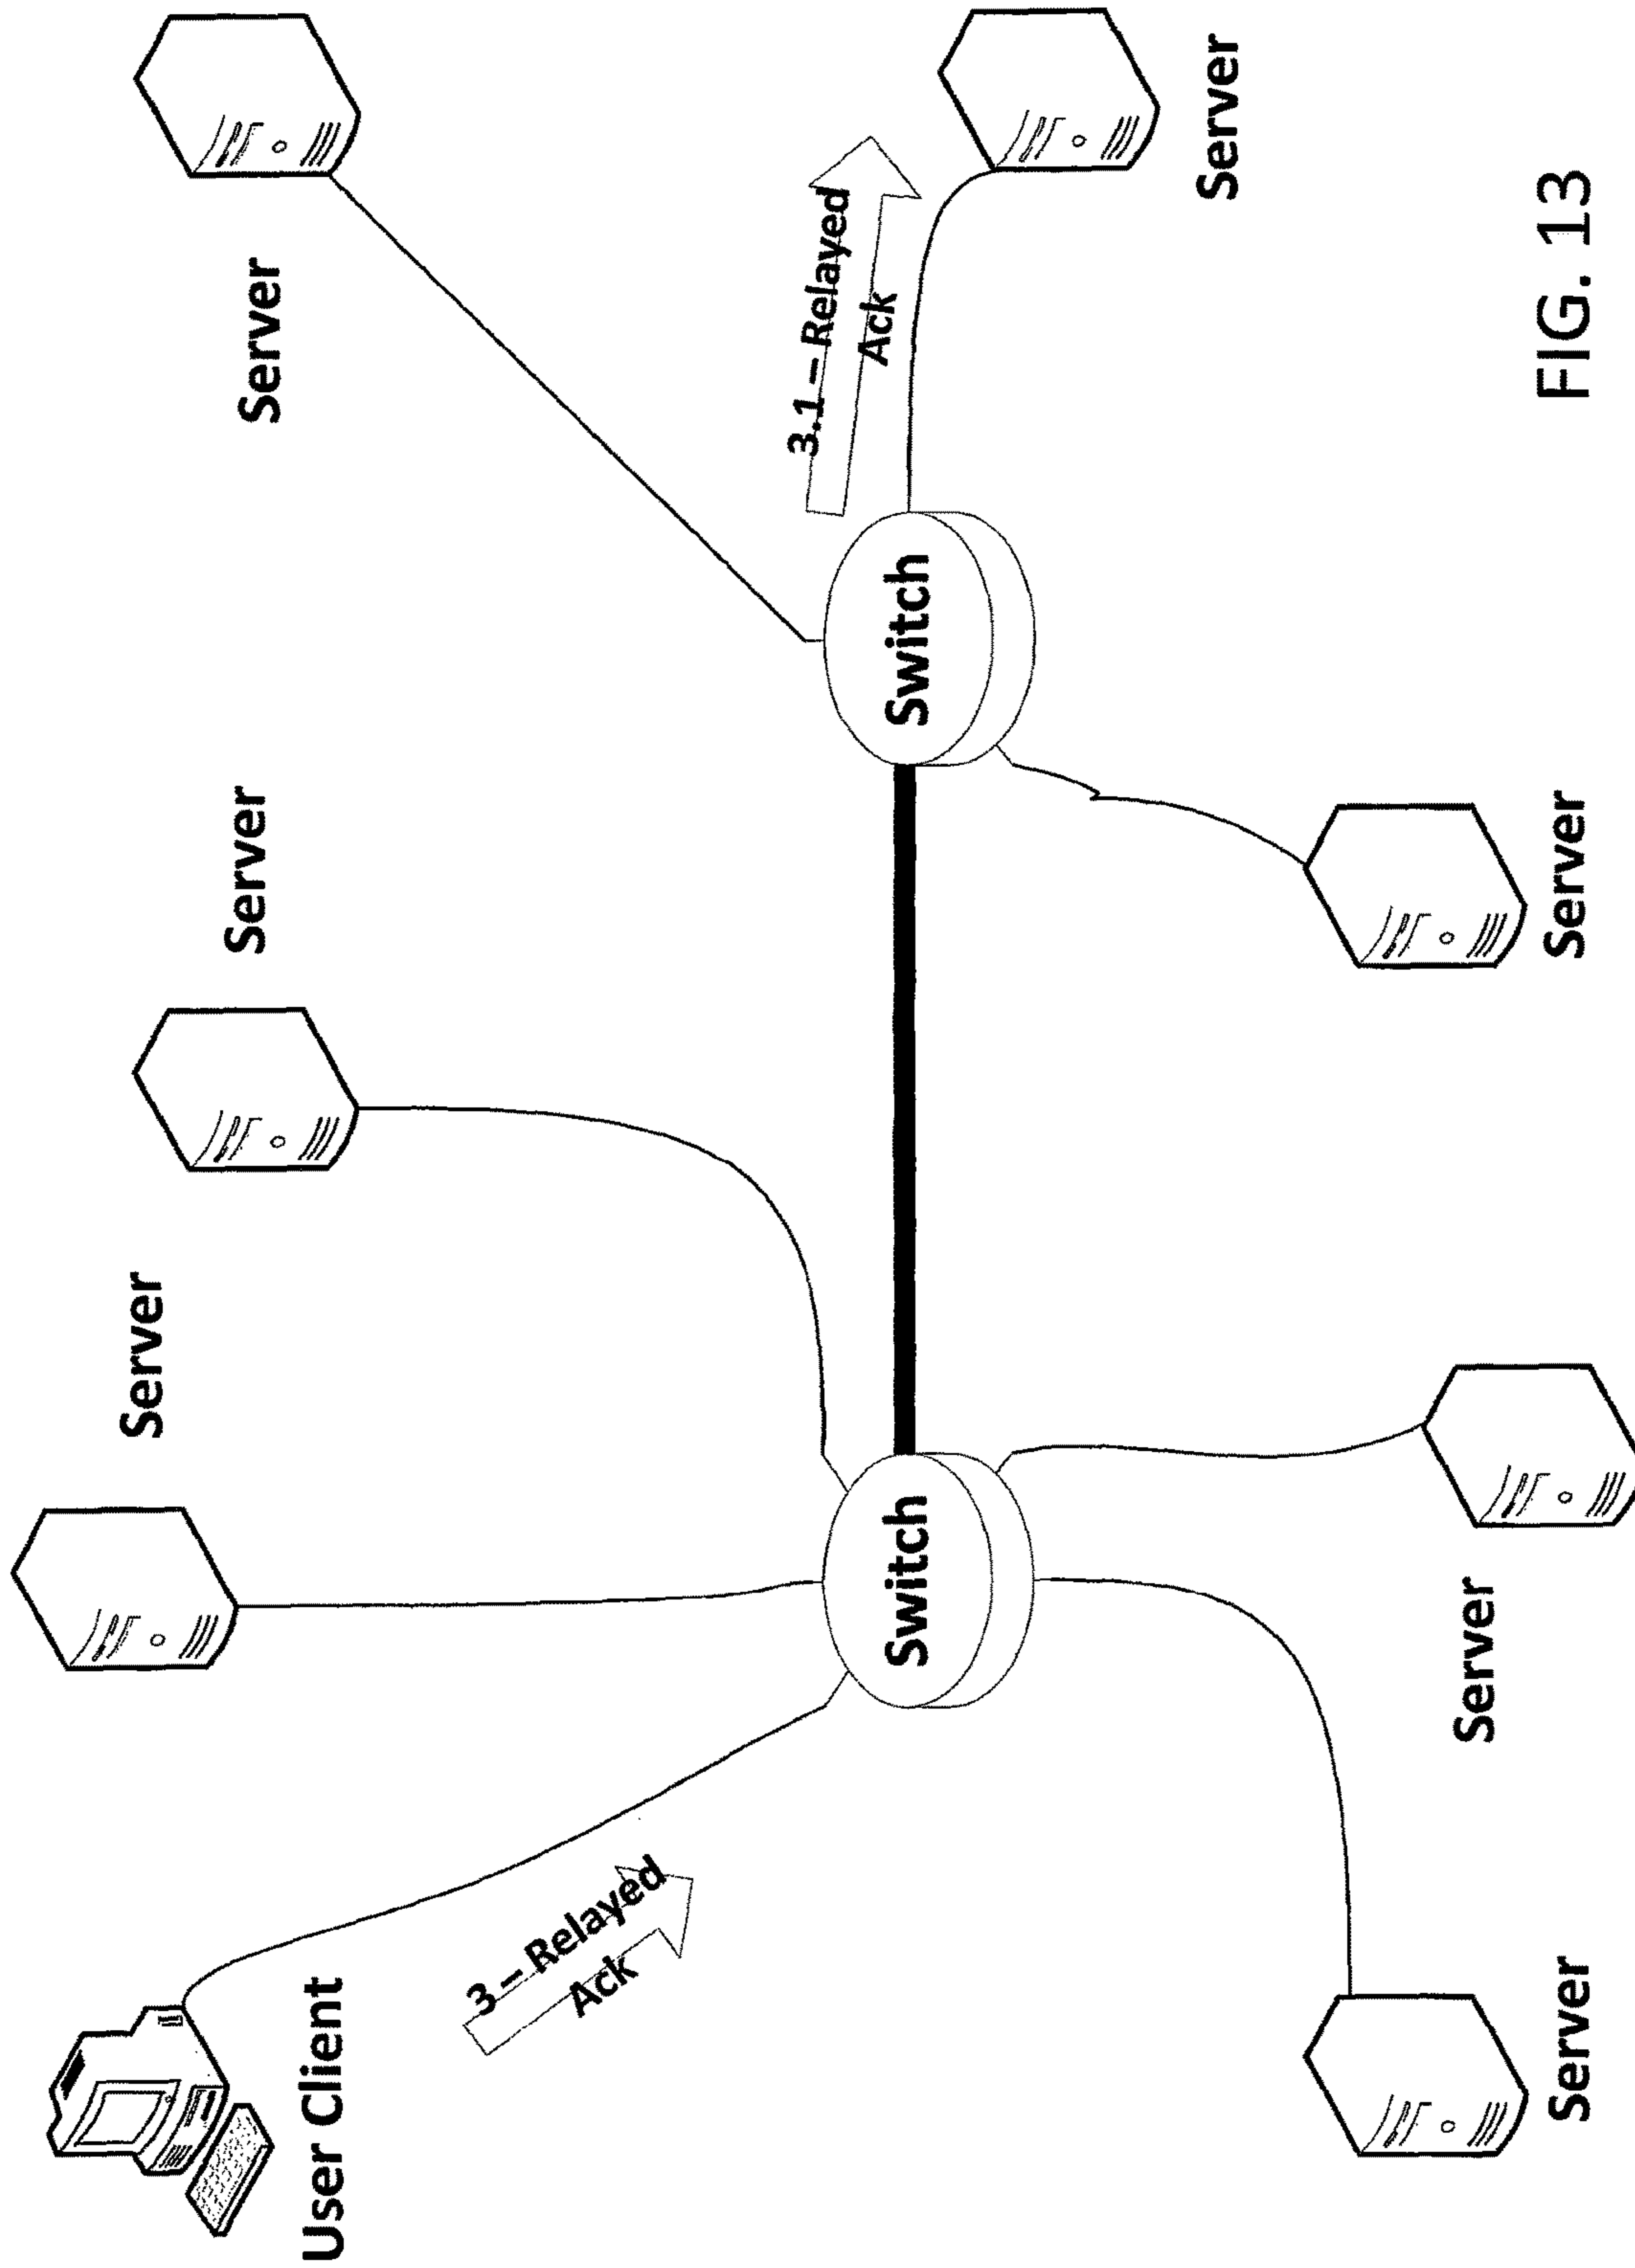 Server
Server
Server
User Client
3 – Relayed
Ack
3.1 – Relayed
Ack
Switch
Switch
Server
Server
Server
Server
FIG. 13